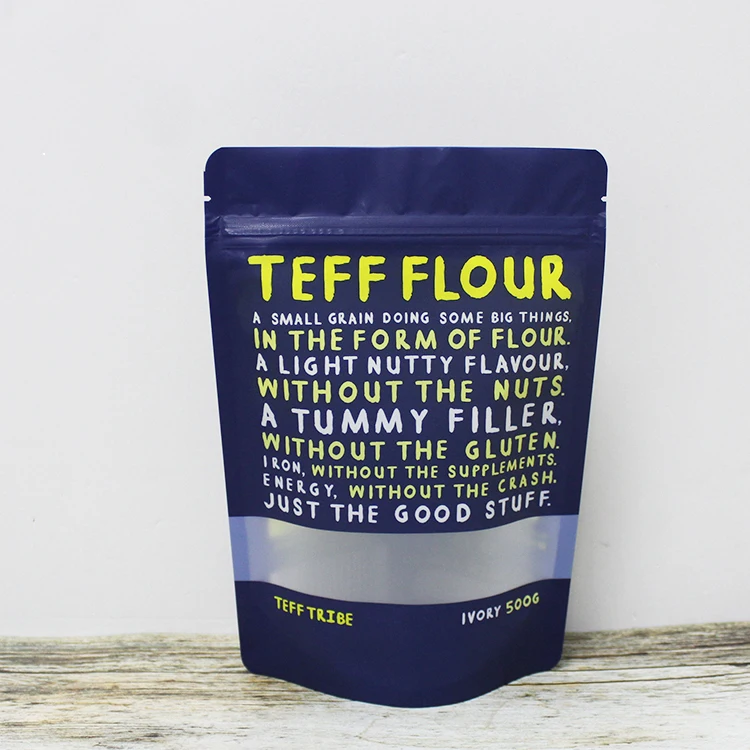 TEFF FLOUR
A SMALL GRAIN DOING SOME BIG THINGS,
IN THE FORM OF FLOUR.
A LIGHT NUTTY FLAVOUR,
WITHOUT THE NUTS.
A TUMMY FILLER,
WITHOUT THE GLUTEN.
IRON, WITHOUT THE SUPPLEMENTS.
ENERGY, WITHOUT THE CRASH.
JUST THE GOOD STUFF.
TEFF TRIBE
IVORY 500G